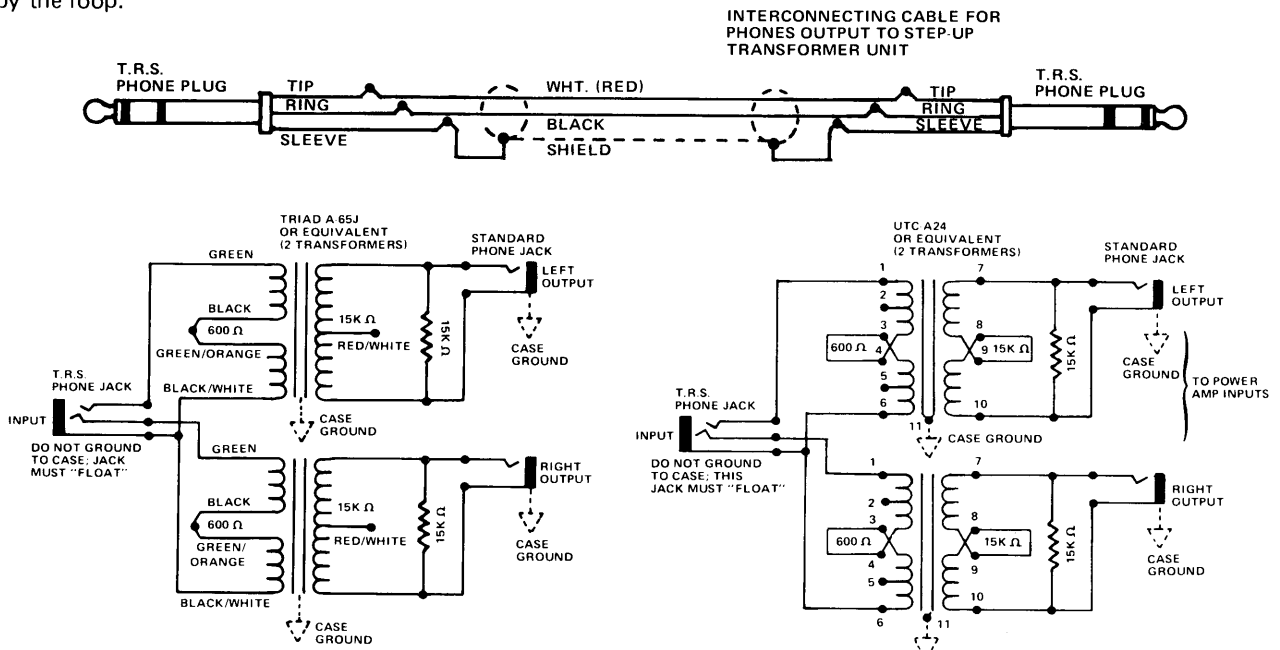 by the loop.
INTERCONNECTING CABLE FOR
PHONES OUTPUT TO STEP-UP
TRANSFORMER UNIT
T.R.S.
PHONE PLUG
TIP
RING
SLEEVE
WHT. (RED)
BLACK
SHIELD
TIP
RING
SLEEVE
T.R.S.
PHONE PLUG
TRIAD A-65J
OR EQUIVALENT
(2 TRANSFORMERS)
GREEN
BLACK
600 Ω
GREEN/ORANGE
BLACK/WHITE
15K Ω
RED/WHITE
15K Ω
STANDARD
PHONE JACK
LEFT
OUTPUT
CASE
GROUND
CASE
GROUND
T.R.S.
PHONE JACK
INPUT
DO NOT GROUND
TO CASE; JACK
MUST "FLOAT"
GREEN
BLACK
600 Ω
GREEN/
ORANGE
BLACK/WHITE
15K Ω
RED/WHITE
15K Ω
RIGHT
OUTPUT
CASE
GROUND
CASE
GROUND
UTC A24
OR EQUIVALENT
(2 TRANSFORMERS)
1
2
3
600 Ω
4
5
6
7
8
9
15K Ω
10
11
15K Ω
STANDARD
PHONE JACK
LEFT
OUTPUT
CASE
GROUND
TO POWER
AMP INPUTS
CASE GROUND
T.R.S.
PHONE JACK
INPUT
DO NOT GROUND
TO CASE; THIS
JACK MUST "FLOAT"
1
2
3
600 Ω
4
5
6
7
8
15K Ω
9
10
11
15K Ω
RIGHT
OUTPUT
CASE
GROUND